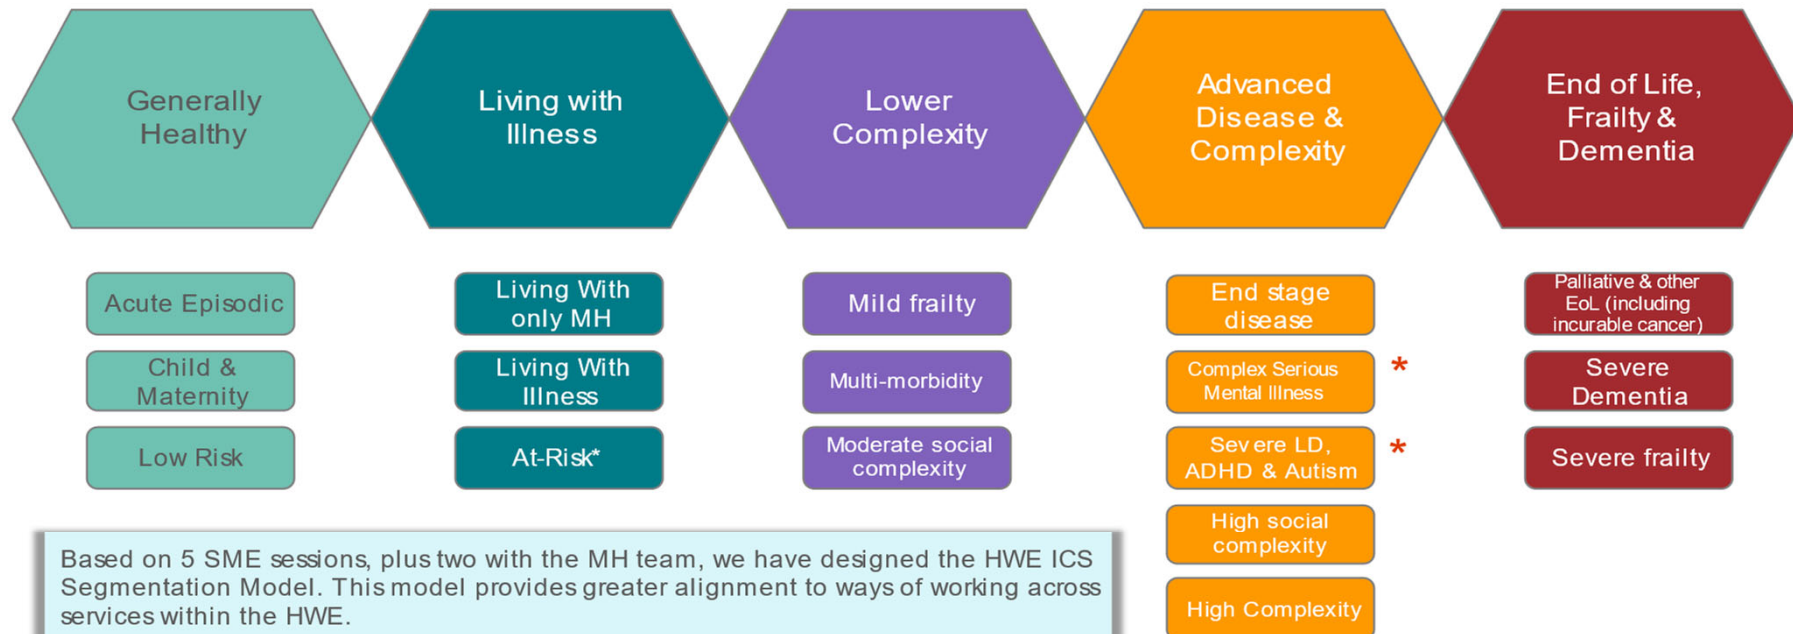 Generally
Healthy
Living with
Illness
Lower
Complexity
Advanced
Disease &
Complexity
End of Life,
Frailty &
Dementia
Acute Episodic
Child &
Maternity
Low Risk
Living With
only MH
Living With
Illness
At-Risk*
Mild frailty
Multi-morbidity
Moderate social
complexity
End stage
disease
Complex Serious
Mental Illness
*
Severe LD,
ADHD & Autism
*
High social
complexity
High Complexity
Palliative & other
EoL (including
incurable cancer)
Severe
Dementia
Severe frailty
Based on 5 SME sessions, plus two with the MH team, we have designed the HWE ICS
Segmentation Model. This model provides greater alignment to ways of working across
services within the HWE.